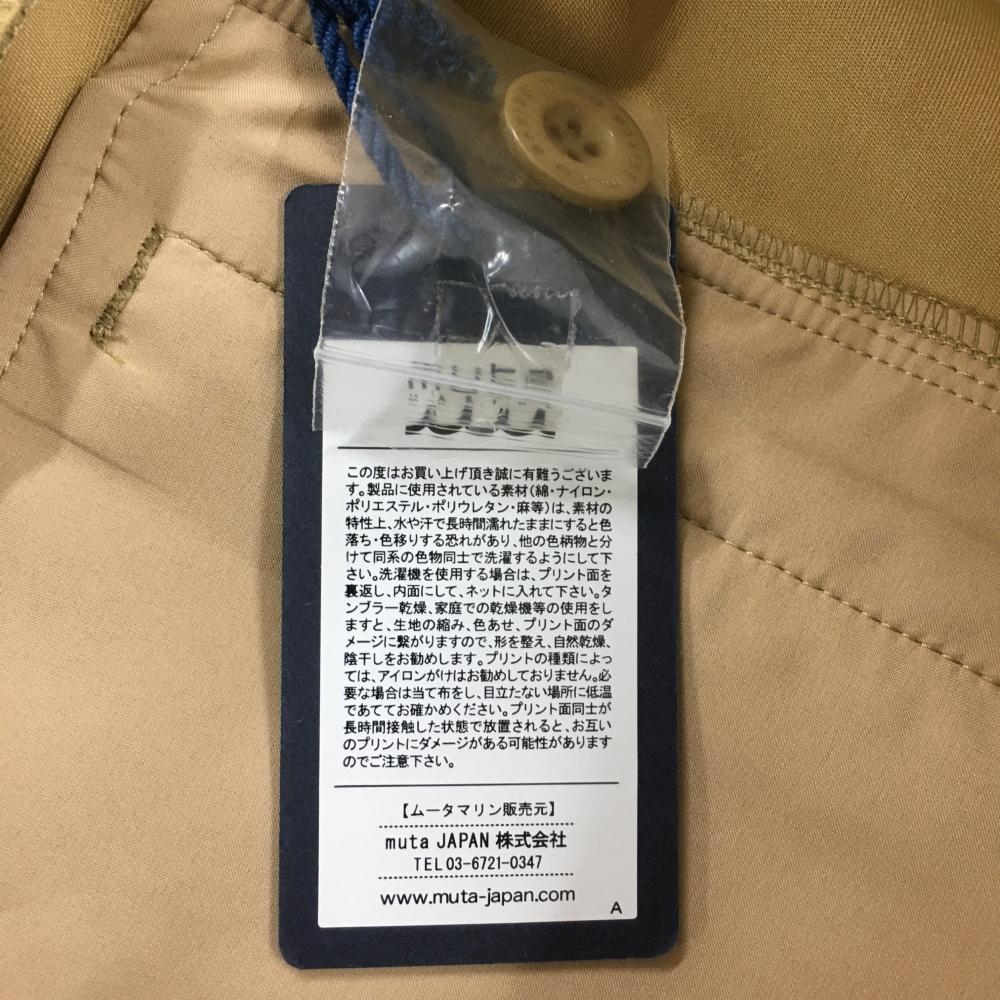 muta
MARINE
この度はお買い上げ頂き誠に有難うございま
す。製品に使用されている素材(綿・ナイロン・
ポリエステル・ポリウレタン・麻等)は、素材の
特性上、水や汗で長時間濡れたままにすると色
落ち・色移りする恐れがあり、他の色柄物と分
けて同系の色物同士で洗濯するようにして下
さい。洗濯機を使用する場合は、プリント面を
裏返し、内面にして、ネットに入れて下さい。タ
ンブラー乾燥、家庭での乾燥機等の使用をし
ますと、生地の縮み、色あせ、プリント面のダ
メージに繋がりますので、形を整え、自然乾燥、
陰干しをお勧めします。プリントの種類によっ
ては、アイロンがけはお勧めしておりません。必
要な場合は当て布をし、目立たない場所に低温
であててお確かめください。プリント面同士が
長時間接触した状態で放置されると、お互い
のプリントにダメージがある可能性があります
のでご注意下さい。
【ムータマリン販売元】
muta JAPAN 株式会社
TEL 03-6721-0347
www.muta-japan.com
A